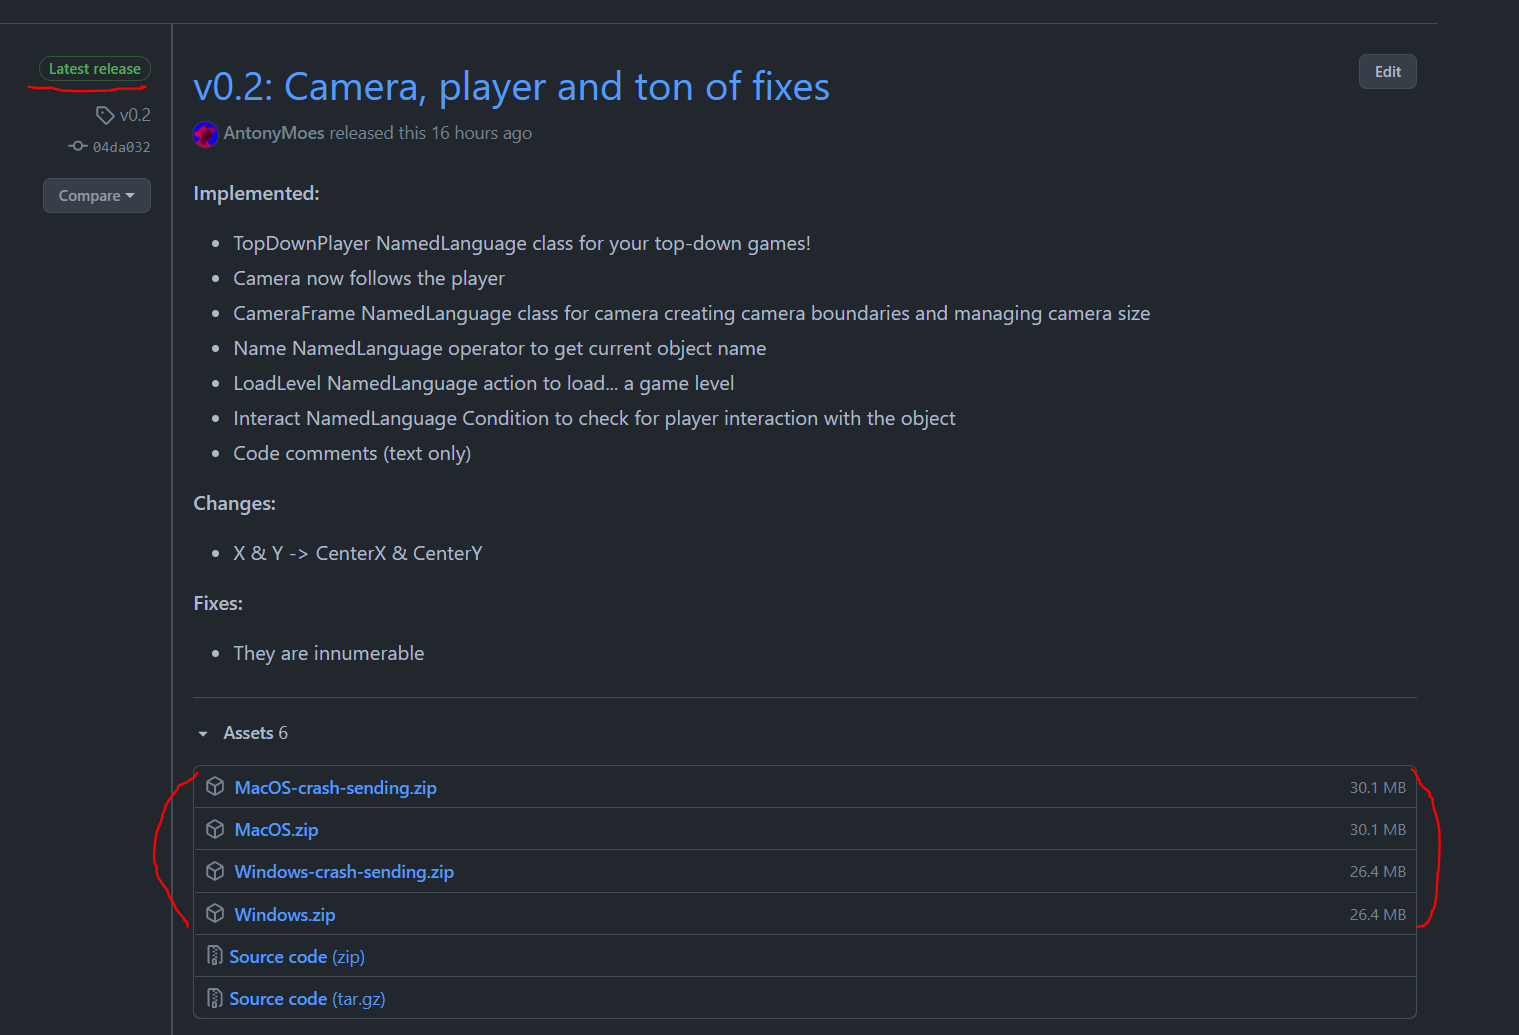 Latest release
v0.2
04da032
Compare
v0.2: Camera, player and ton of fixes
Edit
AntonyMoes released this 16 hours ago
Implemented:
TopDownPlayer NamedLanguage class for your top-down games!
Camera now follows the player
CameraFrame NamedLanguage class for camera creating camera boundaries and managing camera size
Name NamedLanguage operator to get current object name
LoadLevel NamedLanguage action to load... a game level
Interact NamedLanguage Condition to check for player interaction with the object
Code comments (text only)
Changes:
X & Y -> CenterX & CenterY
Fixes:
They are innumerable
Assets 6
MacOS-crash-sending.zip 30.1 MB
MacOS.zip 30.1 MB
Windows-crash-sending.zip 26.4 MB
Windows.zip 26.4 MB
Source code (zip)
Source code (tar.gz)